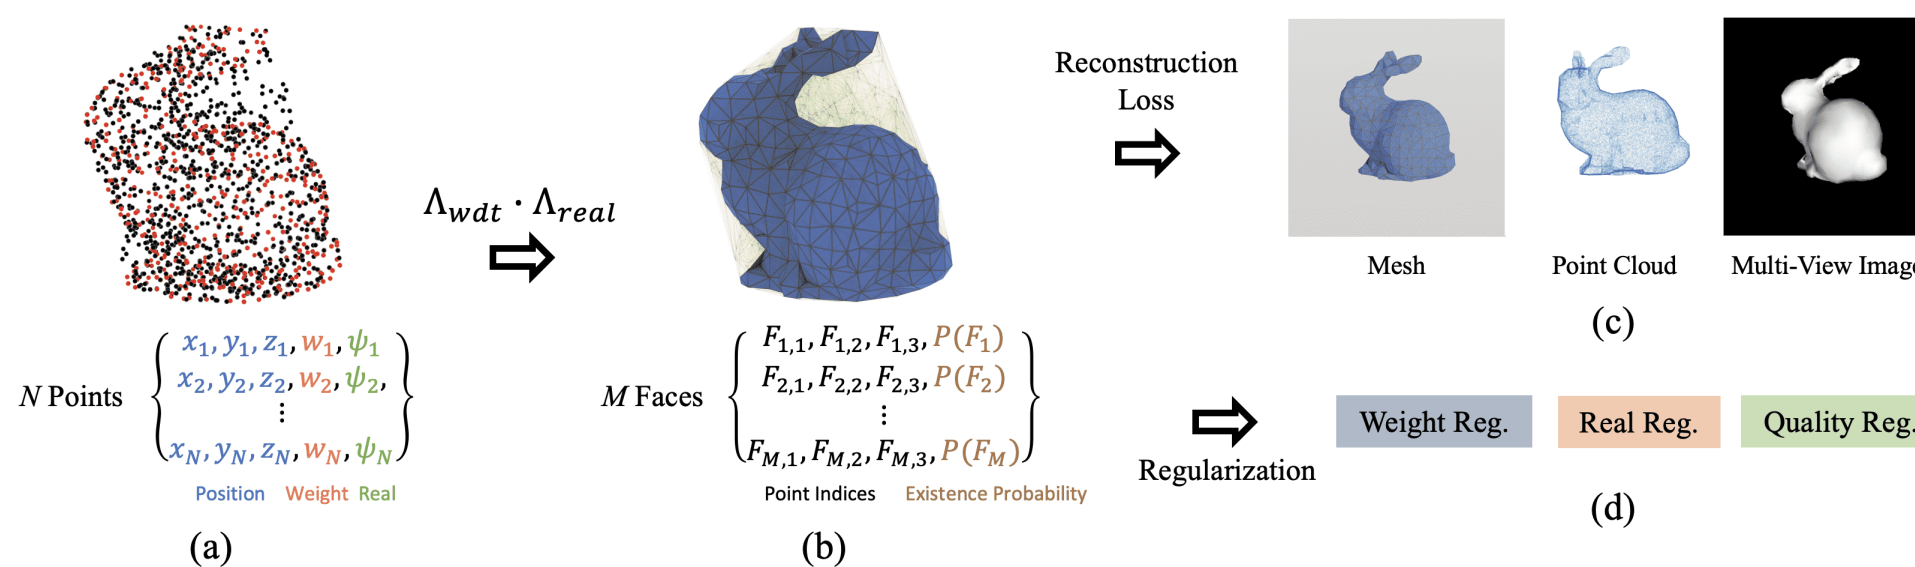 Λwdt · Λreal
N Points
x1, y1, z1, w1, ψ1
x2, y2, z2, w2, ψ2,
⋮
xN, yN, zN, wN, ψN
Position Weight Real
(a)
M Faces
F1,1, F1,2, F1,3, P(F1)
F2,1, F2,2, F2,3, P(F2)
⋮
FM,1, FM,2, FM,3, P(FM)
Point Indices Existence Probability
(b)
Reconstruction
Loss
Mesh
Point Cloud
Multi-View Image
(c)
Regularization
Weight Reg.
Real Reg.
Quality Reg.
(d)